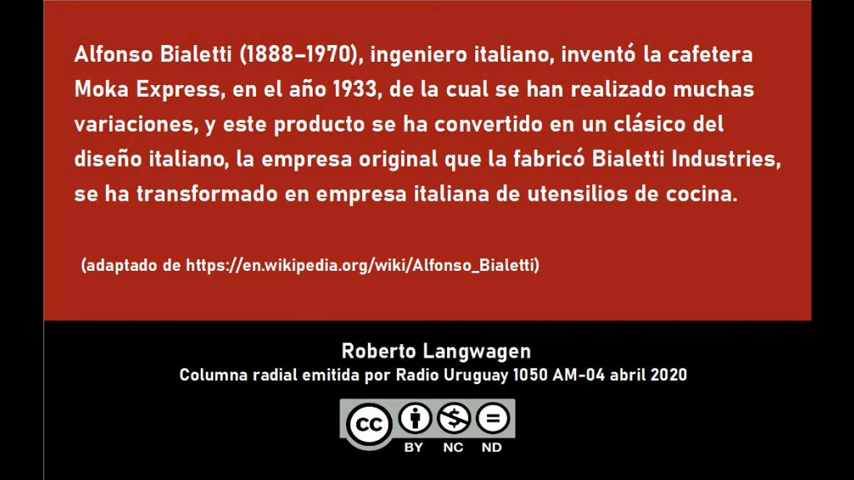 Alfonso Bialetti (1888–1970), ingeniero italiano, inventó la cafetera
Moka Express, en el año 1933, de la cual se han realizado muchas
variaciones, y este producto se ha convertido en un clásico del
diseño italiano, la empresa original que la fabricó Bialetti Industries,
se ha transformado en empresa italiana de utensilios de cocina.
(adaptado de https://en.wikipedia.org/wiki/Alfonso_Bialetti)
Roberto Langwagen
Columna radial emitida por Radio Uruguay 1050 AM-04 abril 2020
cc
BY NC ND